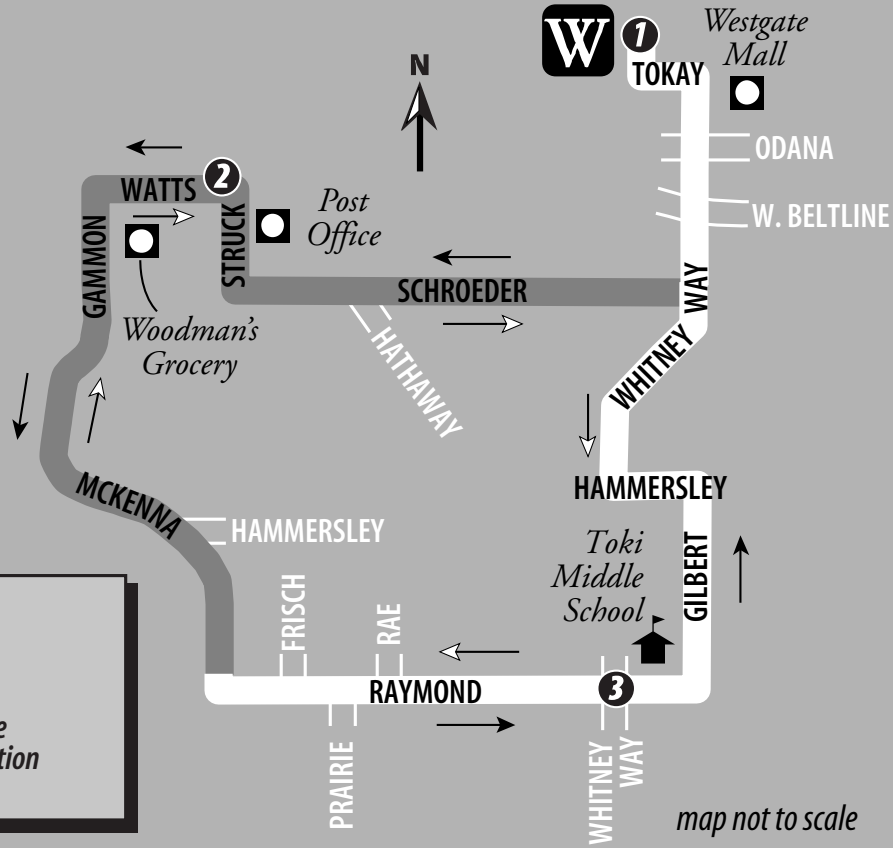 W
1
Westgate
Mall
TOKAY
N
ODANA
WATTS
2
Post
Office
W. BELTLINE
GAMMON
STRUCK
SCHROEDER
WHITNEY WAY
Woodman's
Grocery
HATHAWAY
MCKENNA
HAMMERSLEY
HAMMERSLEY
Toki
Middle
School
GILBERT
FRISCH
RAE
RAYMOND
3
PRAIRIE
WHITNEY
WAY
tion
map not to scale